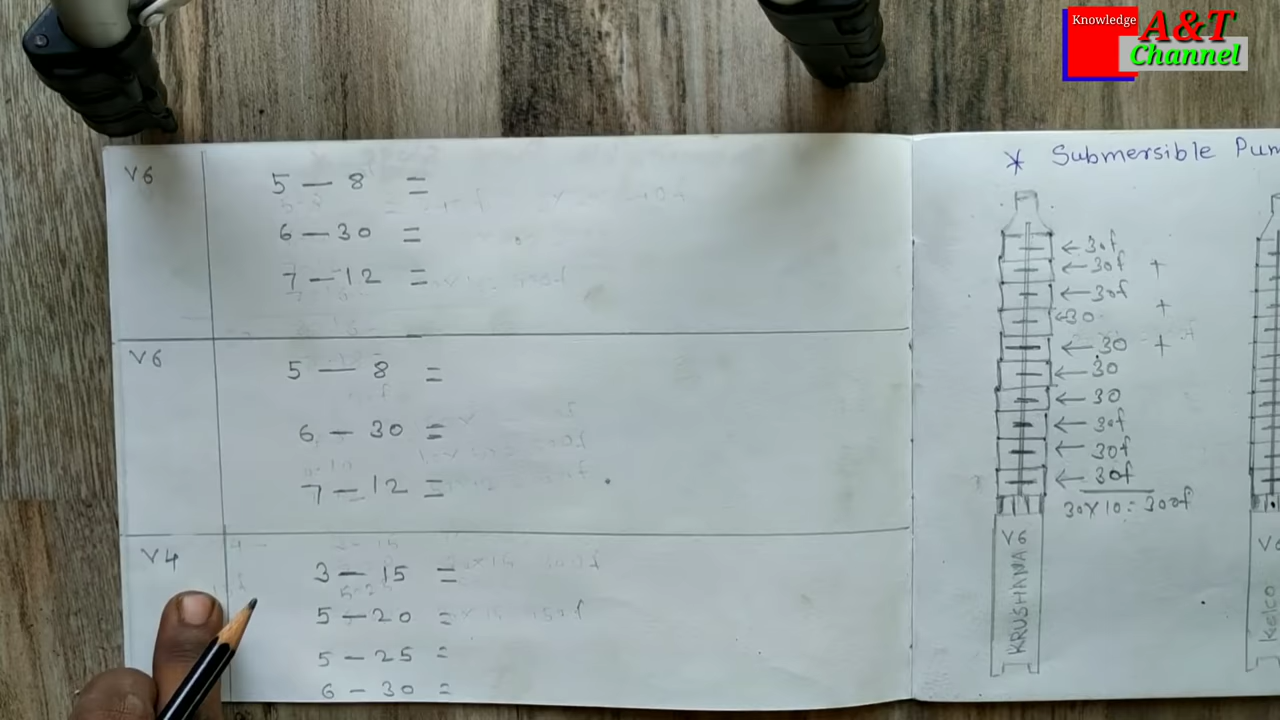 Knowledge A&T
Channel
V6
5 — 8 =
6 — 30 =
7 — 12 =
V6
5 — 8 =
6 — 30 =
7 — 12 =
V4
3 — 15 =
5 — 20 =
5 — 25 =
6 — 30 =
* Submersible Pum
← 30f
← 30f +
← 30f
← 30 +
← 30 +
← 30
← 30
← 30f
← 30f
← 30f
30 × 10 = 300f
V6
KRUSHANA
Kelco